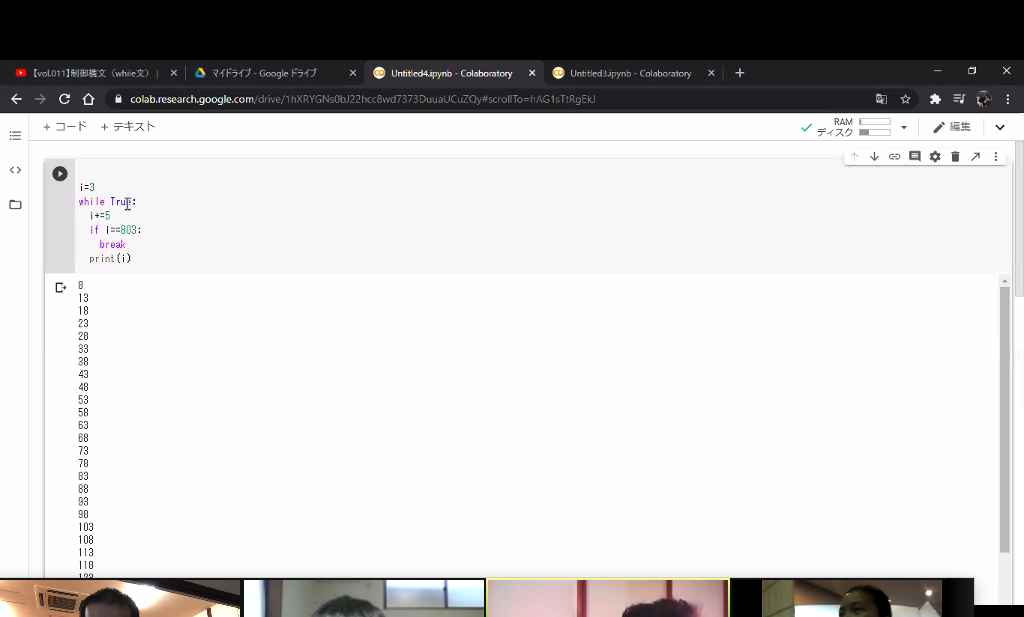 【vol.011】制御構文（while文） |
マイドライブ - Google ドライブ
Untitled4.ipynb - Colaboratory
Untitled3.ipynb - Colaboratory
colab.research.google.com/drive/1hXRYGNs0bJ22hcc8wd7373DuuaUCuZQy#scrollTo=hAG1sTtRgEkJ
+ コード + テキスト
RAM
ディスク
編集
i=3
while True:
i+=5
if i==803:
break
print(i)
8
13
18
23
28
33
38
43
48
53
58
63
68
73
78
83
88
93
98
103
108
113
118
123